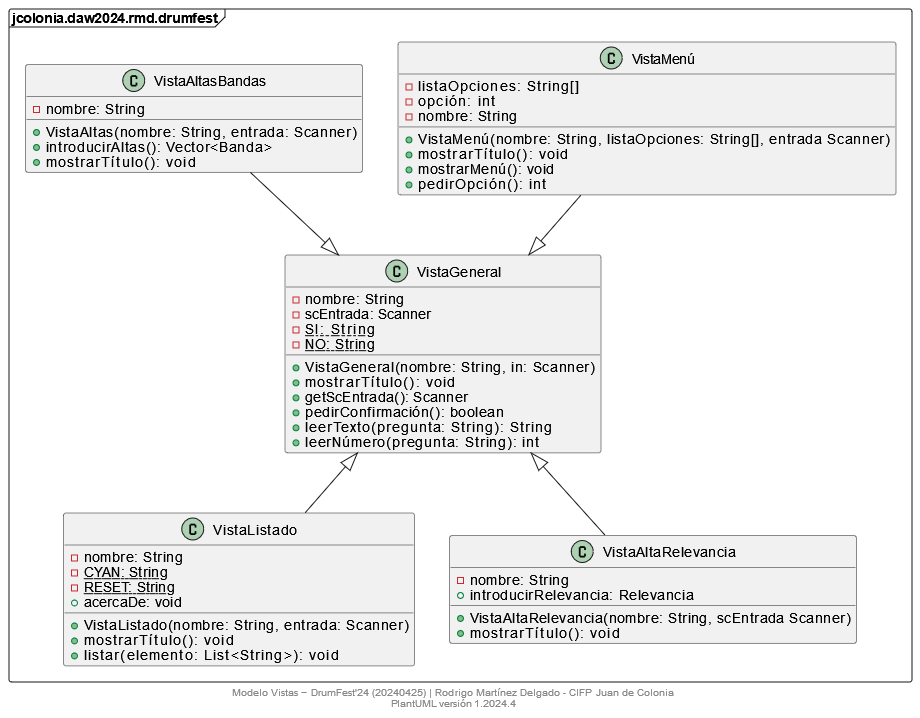 jcolonia.daw2024.rmd.drumfest
C VistaAltasBandas
nombre: String
VistaAltas(nombre: String, entrada: Scanner)
introducirAltas(): Vector<Banda>
mostrarTítulo(): void
C VistaMenú
listaOpciones: String[]
opción: int
nombre: String
VistaMenú(nombre: String, listaOpciones: String[], entrada Scanner)
mostrarTítulo(): void
mostrarMenú(): void
pedirOpción(): int
C VistaGeneral
nombre: String
scEntrada: Scanner
SI: String
NO: String
VistaGeneral(nombre: String, in: Scanner)
mostrarTítulo(): void
getScEntrada(): Scanner
pedirConfirmación(): boolean
leerTexto(pregunta: String): String
leerNúmero(pregunta: String): int
C VistaListado
nombre: String
CYAN: String
RESET: String
acercaDe: void
VistaListado(nombre: String, entrada: Scanner)
mostrarTítulo(): void
listar(elemento: List<String>): void
C VistaAltaRelevancia
nombre: String
introducirRelevancia: Relevancia
VistaAltaRelevancia(nombre: String, scEntrada Scanner)
mostrarTítulo(): void
Modelo Vistas – DrumFest'24 (20240425) | Rodrigo Martínez Delgado - CIFP Juan de Colonia
PlantUML versión 1.2024.4